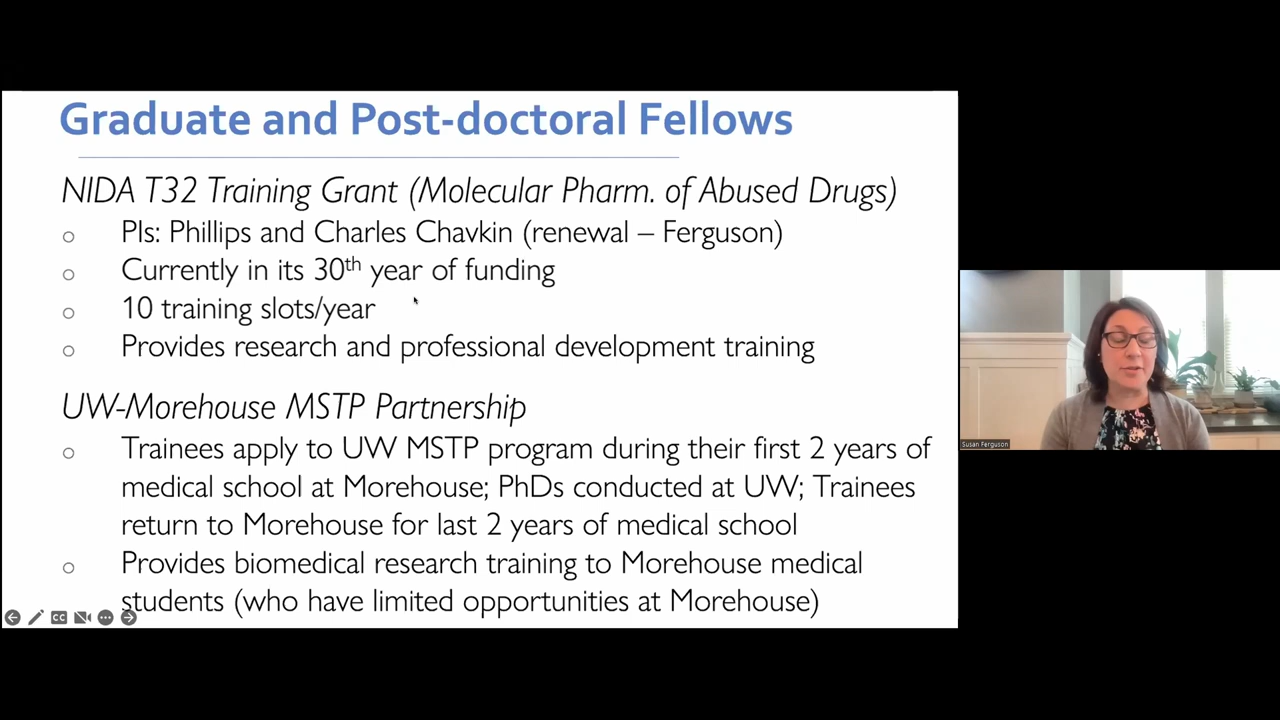 Graduate and Post-doctoral Fellows
NIDA T32 Training Grant (Molecular Pharm. of Abused Drugs)
o PIs: Phillips and Charles Chavkin (renewal – Ferguson)
o Currently in its 30th year of funding
o 10 training slots/year
o Provides research and professional development training
UW-Morehouse MSTP Partnership
o Trainees apply to UW MSTP program during their first 2 years of
medical school at Morehouse; PhDs conducted at UW; Trainees
return to Morehouse for last 2 years of medical school
o Provides biomedical research training to Morehouse medical
students (who have limited opportunities at Morehouse)
CC
Susan Ferguson